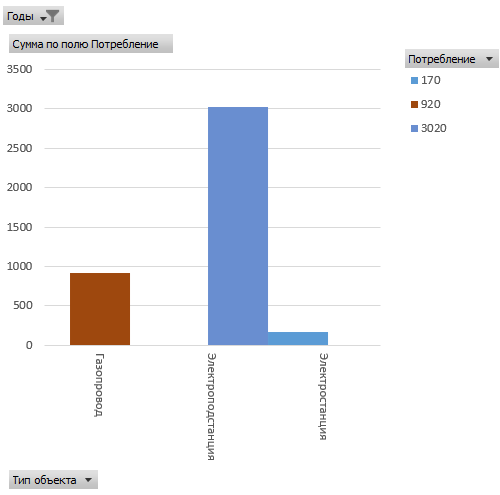 Годы
Сумма по полю Потребление
Потребление
170
920
3020
3500
3000
2500
2000
1500
1000
500
0
Газопровод
Электроподстанция
Электростанция
Тип объекта